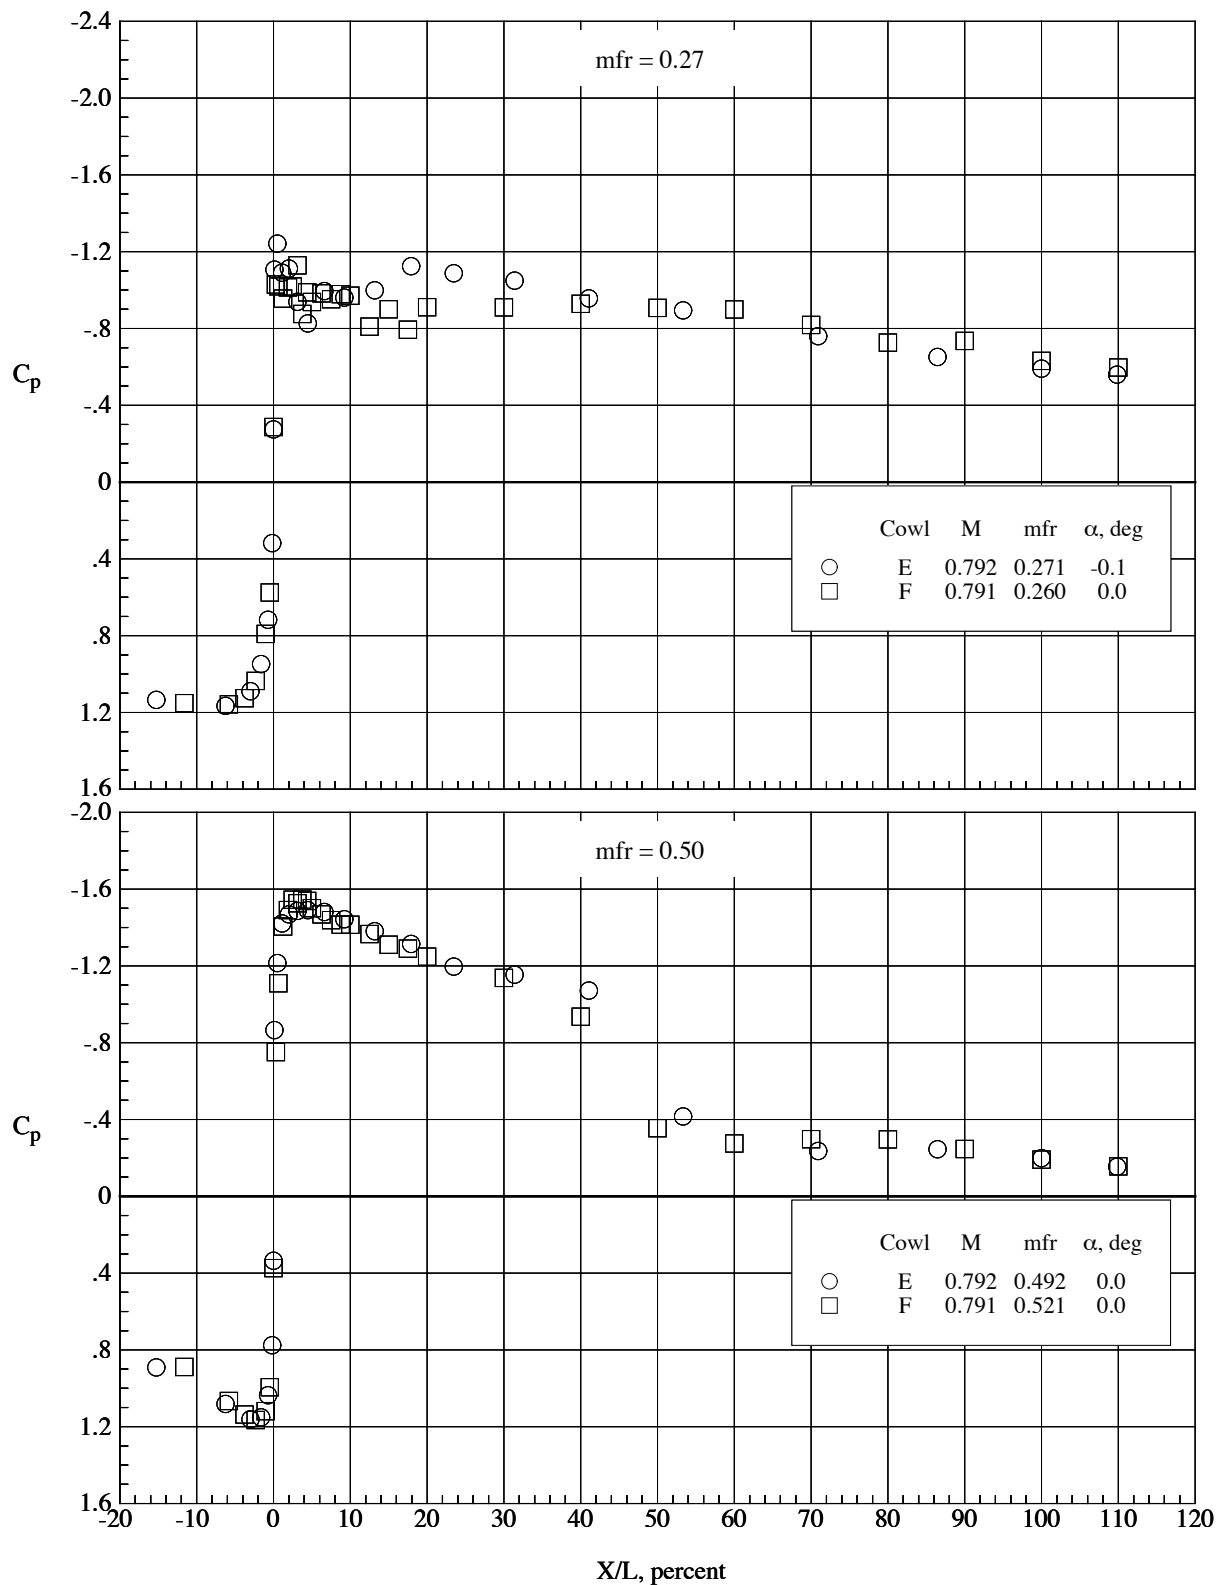 -2.4
mfr = 0.27
-2.0
-1.6
-1.2
-.8
Cp
-.4
0
Cowl M mfr α, deg
E 0.792 0.271 -0.1
F 0.791 0.260 0.0
.4
.8
1.2
1.6
-2.0
mfr = 0.50
-1.6
-1.2
-.8
-.4
Cp
0
Cowl M mfr α, deg
E 0.792 0.492 0.0
F 0.791 0.521 0.0
.4
.8
1.2
1.6
-20 -10 0 10 20 30 40 50 60 70 80 90 100 110 120
X/L, percent